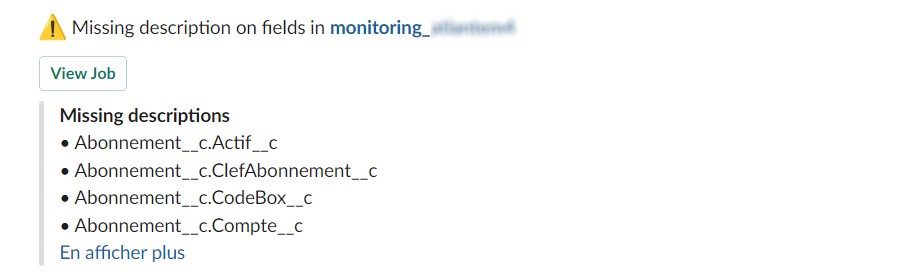 Missing description on fields in monitoring_
View Job
Missing descriptions
• Abonnement__c.Actif__c
• Abonnement__c.ClefAbonnement__c
• Abonnement__c.CodeBox__c
• Abonnement__c.Compte__c
En afficher plus